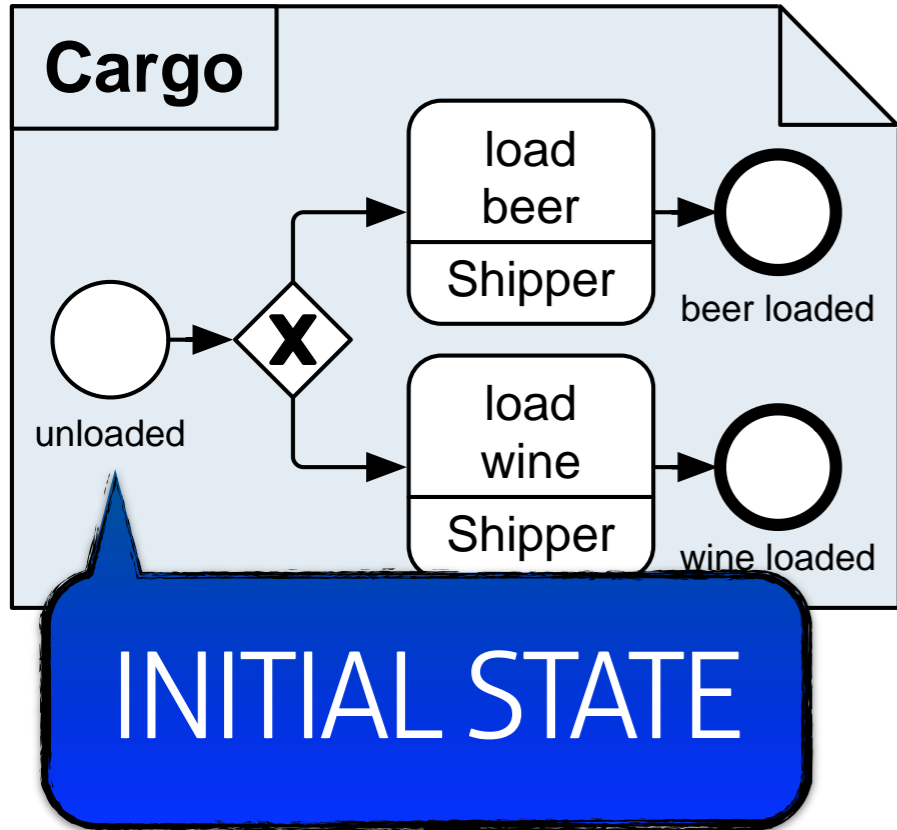 Cargo
load
beer
Shipper
beer loaded
X
unloaded
load
wine
Shipper
wine loaded
INITIAL STATE